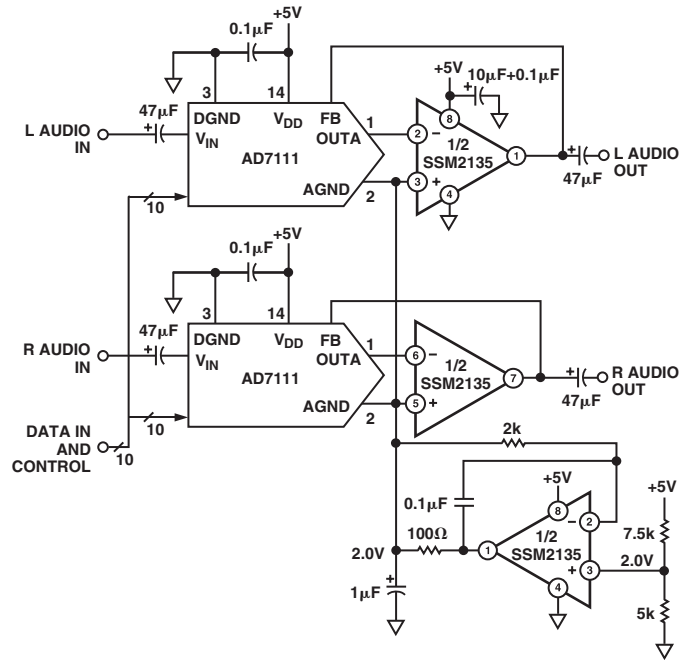 +5V
0.1µF
+5V
10µF+0.1µF
3
14
47µF
+
DGND
VDD
FB
1
L AUDIO
IN
VIN
OUTA
2
−
8
1/2
SSM2135
1
+
L AUDIO
OUT
47µF
AD7111
AGND
2
3
+
4
10
+5V
0.1µF
3
14
47µF
+
DGND
VDD
FB
1
R AUDIO
IN
VIN
OUTA
6
−
1/2
SSM2135
7
+
R AUDIO
OUT
47µF
AD7111
AGND
2
5
+
10
DATA IN
AND
CONTROL
10
2k
+5V
+5V
0.1µF
8
2
−
7.5k
100Ω
1
1/2
SSM2135
2.0V
+
3
2.0V
+
1µF
4
5k